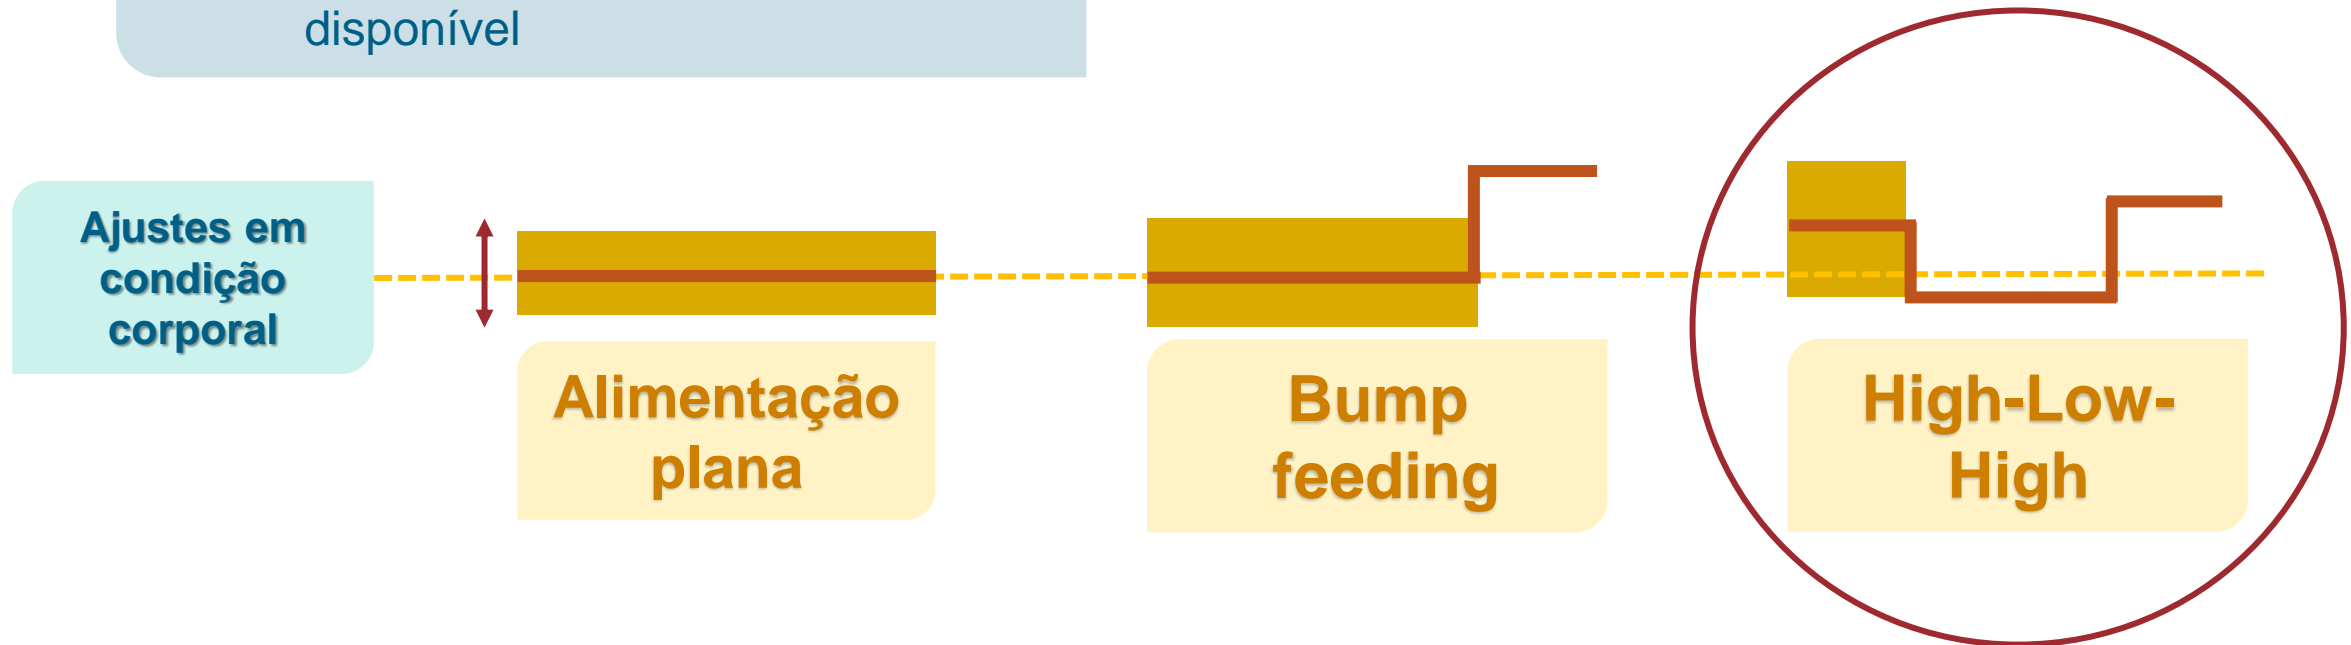 disponível
Ajustes em
condição
corporal
Alimentação
plana
Bump
feeding
High-Low-
High